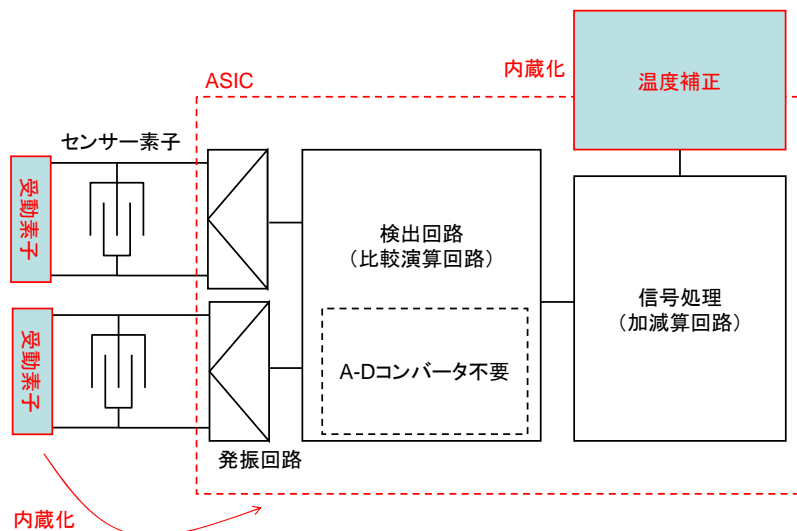 ASIC
内蔵化
温度補正
センサー素子
受動素子
検出回路
(比較演算回路)
信号処理
(加減算回路)
受動素子
A-Dコンバータ不要
発振回路
内蔵化